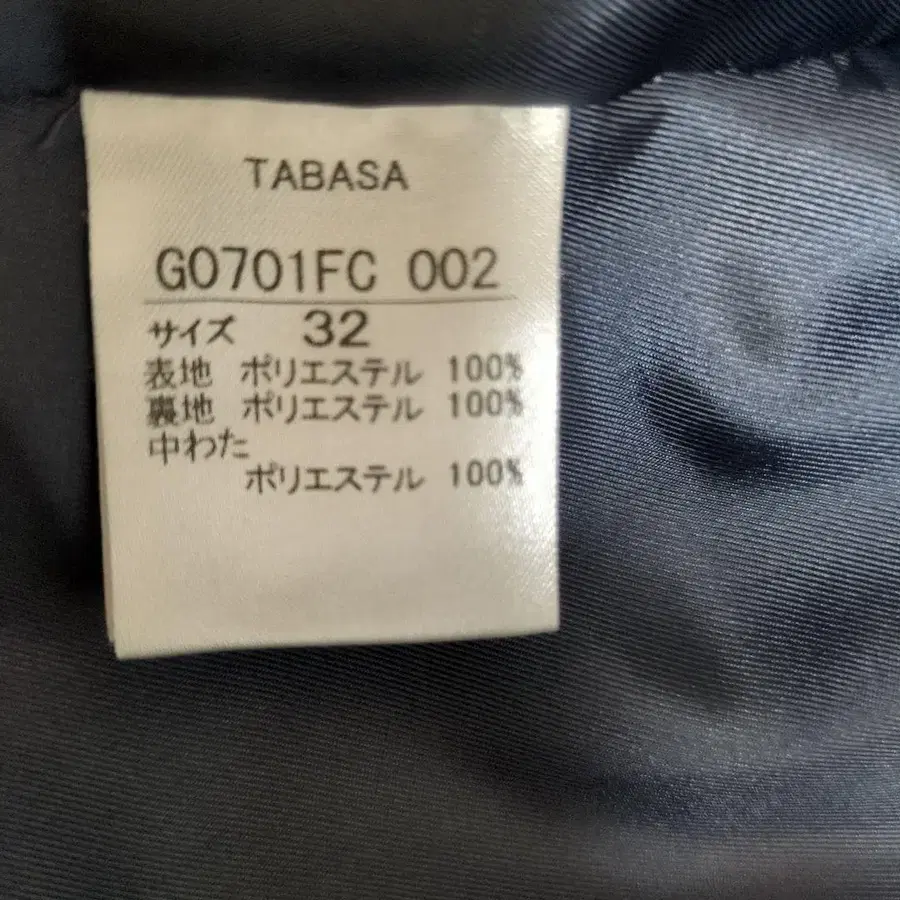 TABASA
G0701FC 002
サイズ 32
表地 ポリエステル 100%
裏地 ポリエステル 100%
中わた
ポリエステル 100%